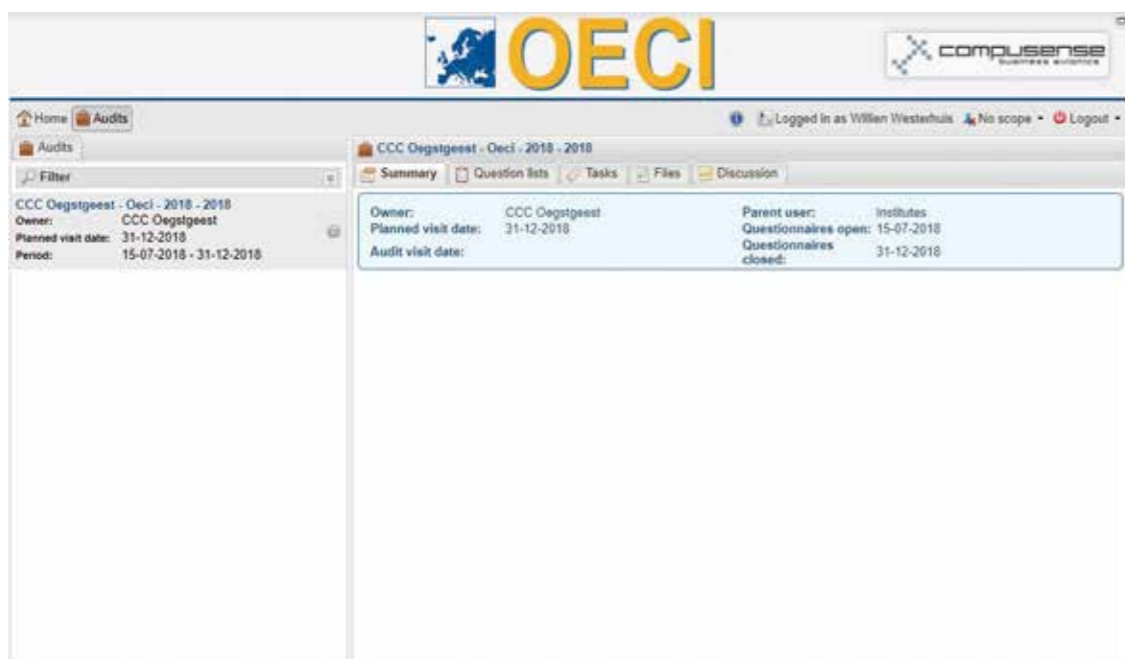 OECI
compusense
business avionics
Home Audits
Logged in as Willien Westerhuis No scope Logout
Audits
CCC Oegstgeest - Oeci - 2018 - 2018
Filter
Summary Question lists Tasks Files Discussion
CCC Oegstgeest - Oeci - 2018 - 2018
Owner: CCC Oegstgeest
Planned visit date: 31-12-2018
Period: 15-07-2018 - 31-12-2018
Owner: CCC Oegstgeest
Planned visit date: 31-12-2018
Audit visit date:
Parent user: Institutes
Questionnaires open: 15-07-2018
Questionnaires
closed: 31-12-2018